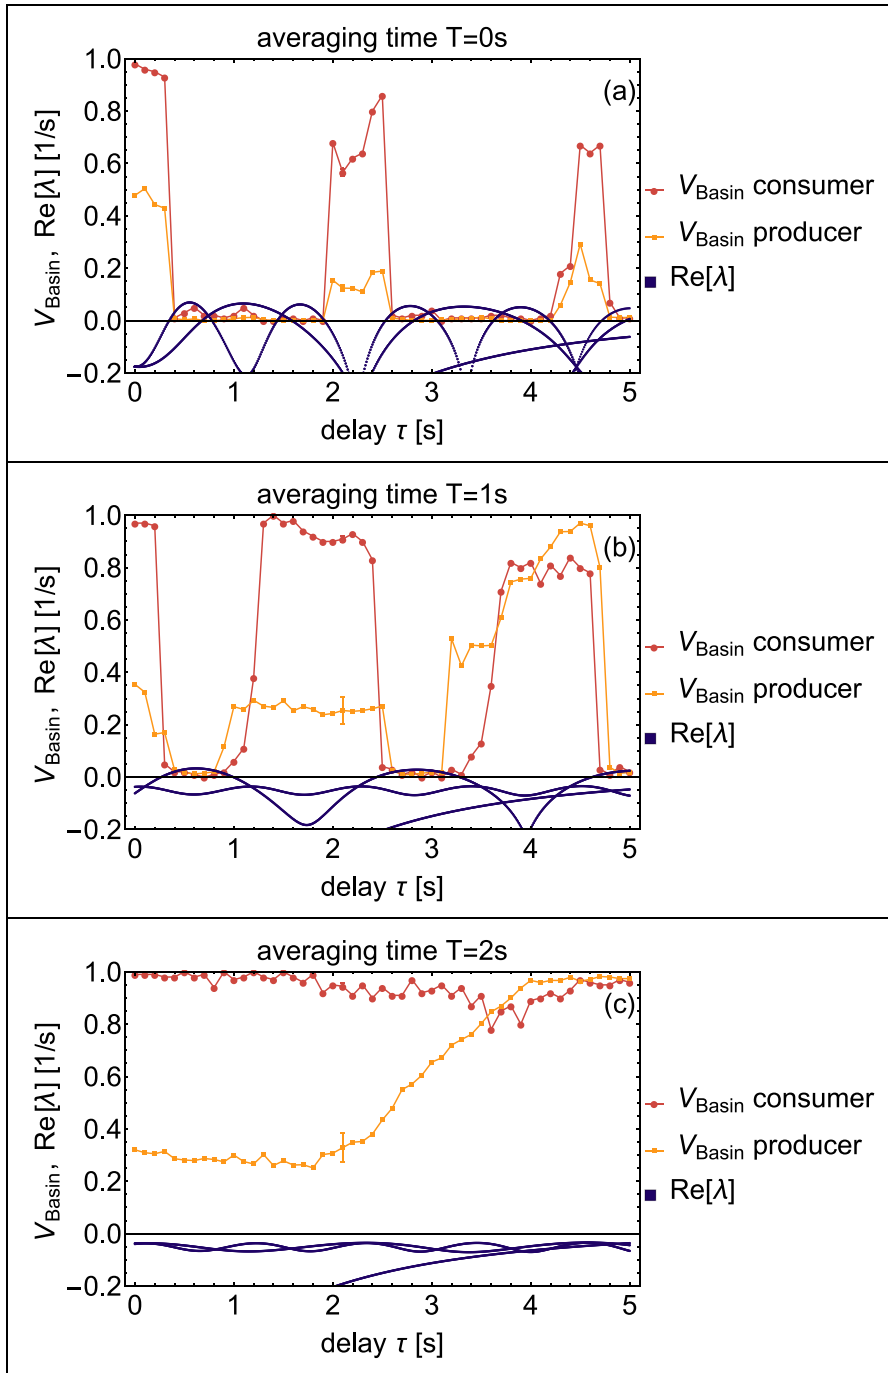 averaging time T=0s
(a)
V_Basin, Re[λ] [1/s]
1.0
0.8
0.6
0.4
0.2
0.0
−0.2
0 1 2 3 4 5
delay τ [s]
V_Basin consumer
V_Basin producer
Re[λ]
averaging time T=1s
(b)
V_Basin, Re[λ] [1/s]
1.0
0.8
0.6
0.4
0.2
0.0
−0.2
0 1 2 3 4 5
delay τ [s]
V_Basin consumer
V_Basin producer
Re[λ]
averaging time T=2s
(c)
V_Basin, Re[λ] [1/s]
1.0
0.8
0.6
0.4
0.2
0.0
−0.2
0 1 2 3 4 5
delay τ [s]
V_Basin consumer
V_Basin producer
Re[λ]